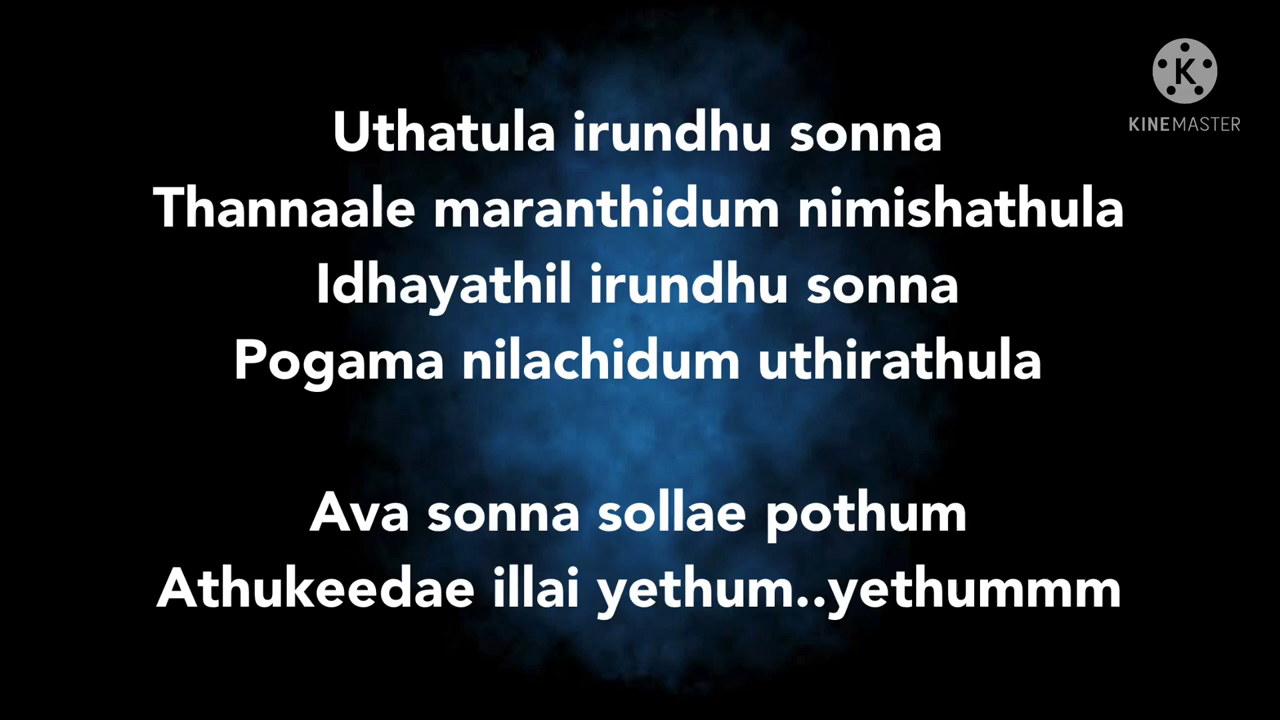 Uthatula irundhu sonna
Thannaale maranthidum nimishathula
Idhayathil irundhu sonna
Pogama nilachidum uthirathula
Ava sonna sollae pothum
Athukeedae illai yethum..yethummm
K
KINEMASTER